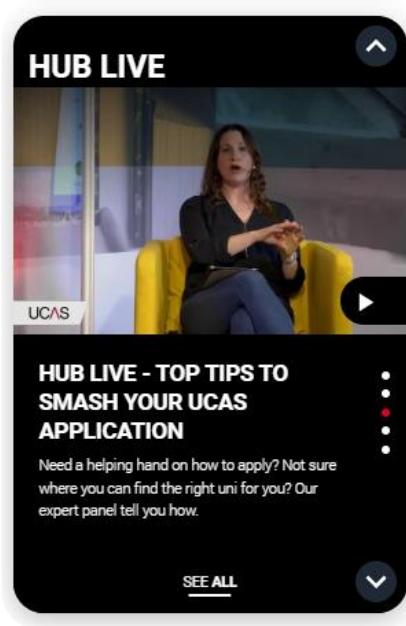 HUB LIVE
UCAS
HUB LIVE - TOP TIPS TO
SMASH YOUR UCAS
APPLICATION
Need a helping hand on how to apply? Not sure
where you can find the right uni for you? Our
expert panel tell you how.
SEE ALL